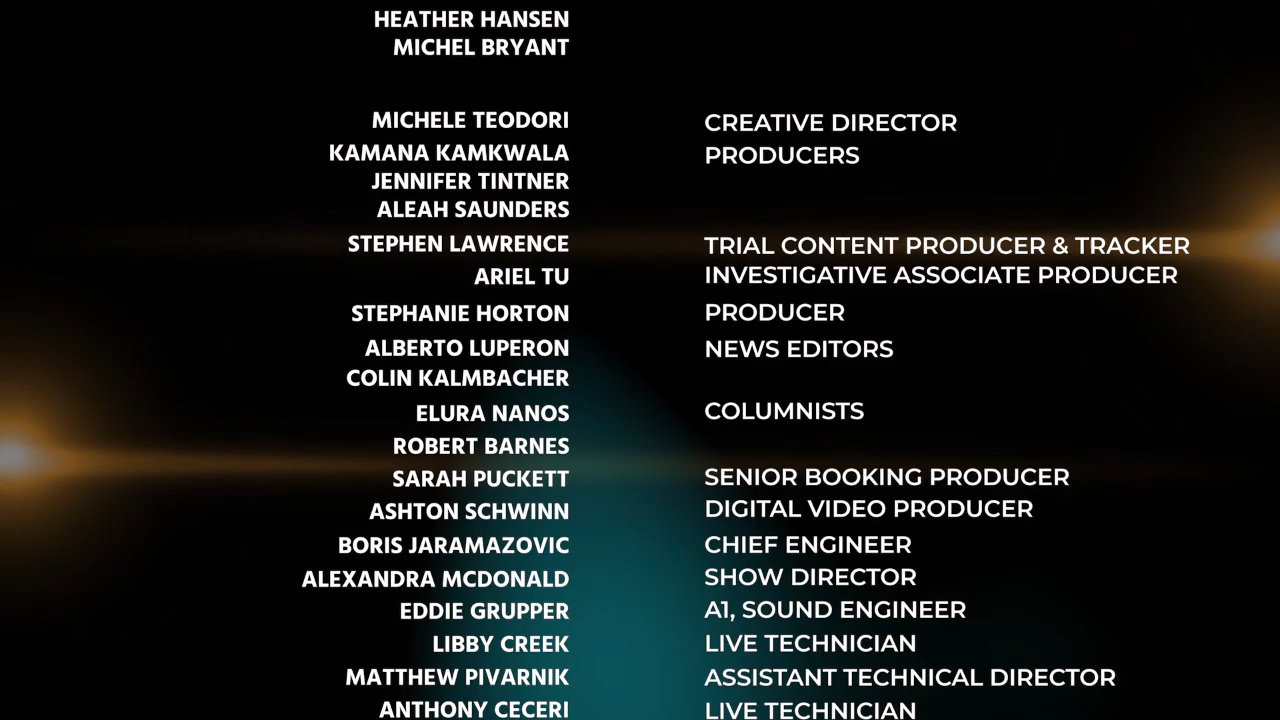 HEATHER HANSEN
MICHEL BRYANT
MICHELE TEODORI CREATIVE DIRECTOR
KAMANA KAMKWALA PRODUCERS
JENNIFER TINTNER
ALEAH SAUNDERS
STEPHEN LAWRENCE TRIAL CONTENT PRODUCER & TRACKER
ARIEL TU INVESTIGATIVE ASSOCIATE PRODUCER
STEPHANIE HORTON PRODUCER
ALBERTO LUPERON NEWS EDITORS
COLIN KALMBACHER
ELURA NANOS COLUMNISTS
ROBERT BARNES
SARAH PUCKETT SENIOR BOOKING PRODUCER
ASHTON SCHWINN DIGITAL VIDEO PRODUCER
BORIS JARAMAZOVIC CHIEF ENGINEER
ALEXANDRA MCDONALD SHOW DIRECTOR
EDDIE GRUPPER A1, SOUND ENGINEER
LIBBY CREEK LIVE TECHNICIAN
MATTHEW PIVARNIK ASSISTANT TECHNICAL DIRECTOR
ANTHONY CECERI LIVE TECHNICIAN